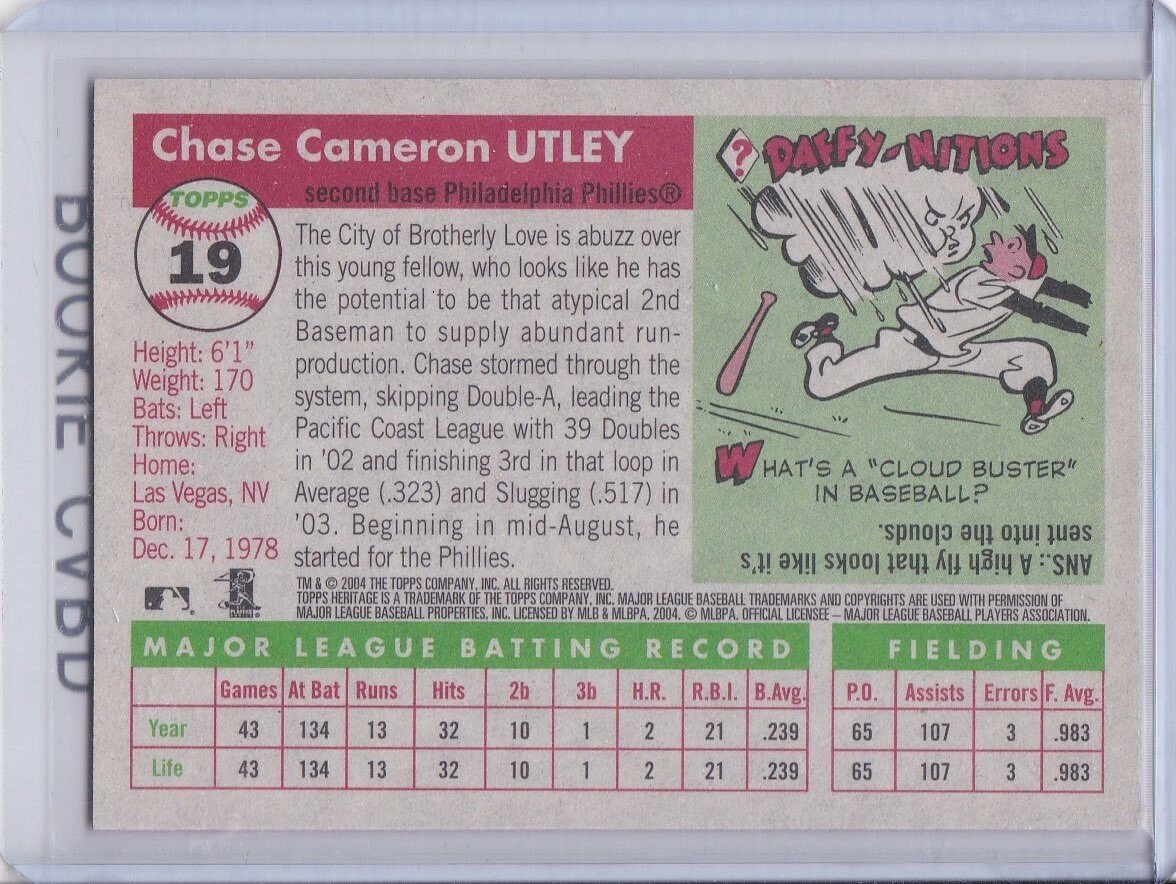 Chase Cameron UTLEY
second base Philadelphia Phillies®
TOPPS
19
Height: 6'1"
Weight: 170
Bats: Left
Throws: Right
Home:
Las Vegas, NV
Born:
Dec. 17, 1978
The City of Brotherly Love is abuzz over
this young fellow, who looks like he has
the potential to be that atypical 2nd
Baseman to supply abundant run-
production. Chase stormed through the
system, skipping Double-A, leading the
Pacific Coast League with 39 Doubles
in '02 and finishing 3rd in that loop in
Average (.323) and Slugging (.517) in
'03. Beginning in mid-August, he
started for the Phillies.
?
DAFFY-NITIONS
WHAT'S A "CLOUD BUSTER"
IN BASEBALL?
ANS.: A high fly that looks like it's
sent into the clouds.
TM & © 2004 THE TOPPS COMPANY, INC. ALL RIGHTS RESERVED.
TOPPS HERITAGE IS A TRADEMARK OF THE TOPPS COMPANY, INC. MAJOR LEAGUE BASEBALL TRADEMARKS AND COPYRIGHTS ARE USED WITH PERMISSION OF
MAJOR LEAGUE BASEBALL PROPERTIES, INC. LICENSED BY MLB & MLBPA, 2004. © MLBPA. OFFICIAL LICENSEE – MAJOR LEAGUE BASEBALL PLAYERS ASSOCIATION.
MAJOR LEAGUE BATTING RECORD
Games At Bat Runs Hits 2b 3b H.R. R.B.I. B.Avg.
Year 43 134 13 32 10 1 2 21 .239
Life 43 134 13 32 10 1 2 21 .239
FIELDING
P.O. Assists Errors F. Avg.
65 107 3 .983
65 107 3 .983